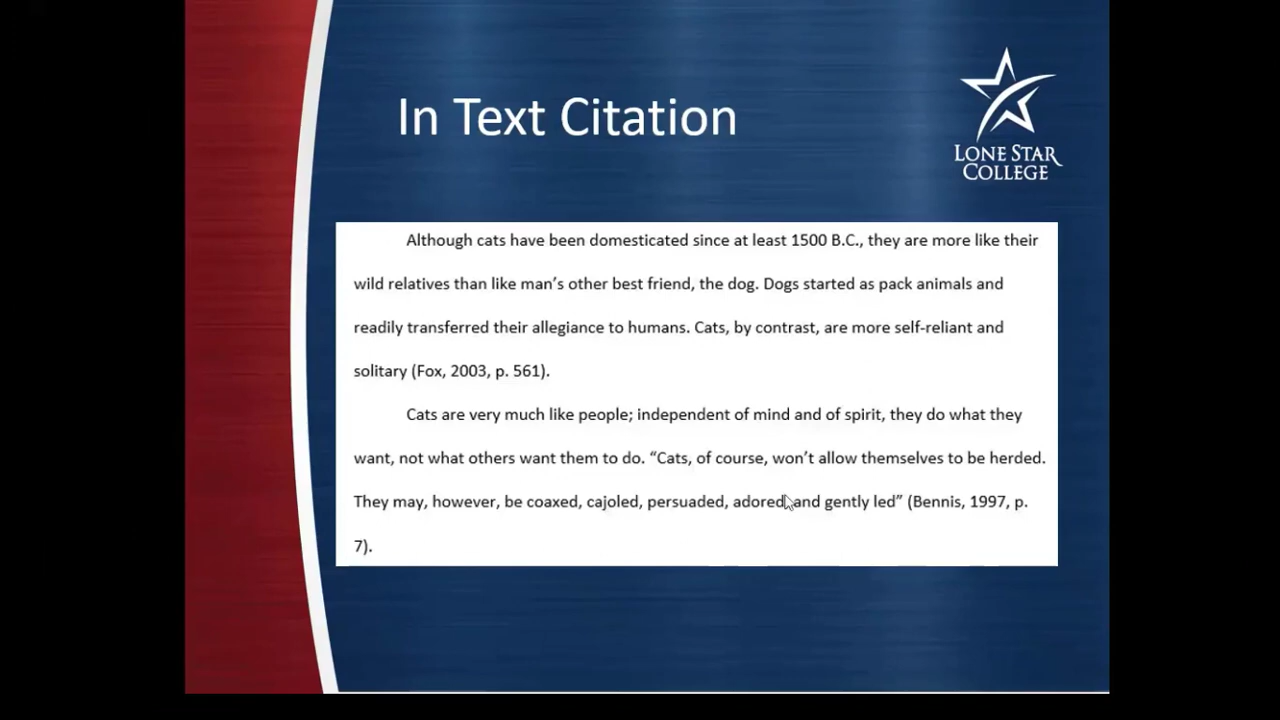 In Text Citation
LONE STAR
COLLEGE
Although cats have been domesticated since at least 1500 B.C., they are more like their
wild relatives than like man’s other best friend, the dog. Dogs started as pack animals and
readily transferred their allegiance to humans. Cats, by contrast, are more self-reliant and
solitary (Fox, 2003, p. 561).
Cats are very much like people; independent of mind and of spirit, they do what they
want, not what others want them to do. “Cats, of course, won’t allow themselves to be herded.
They may, however, be coaxed, cajoled, persuaded, adored, and gently led” (Bennis, 1997, p.
7).